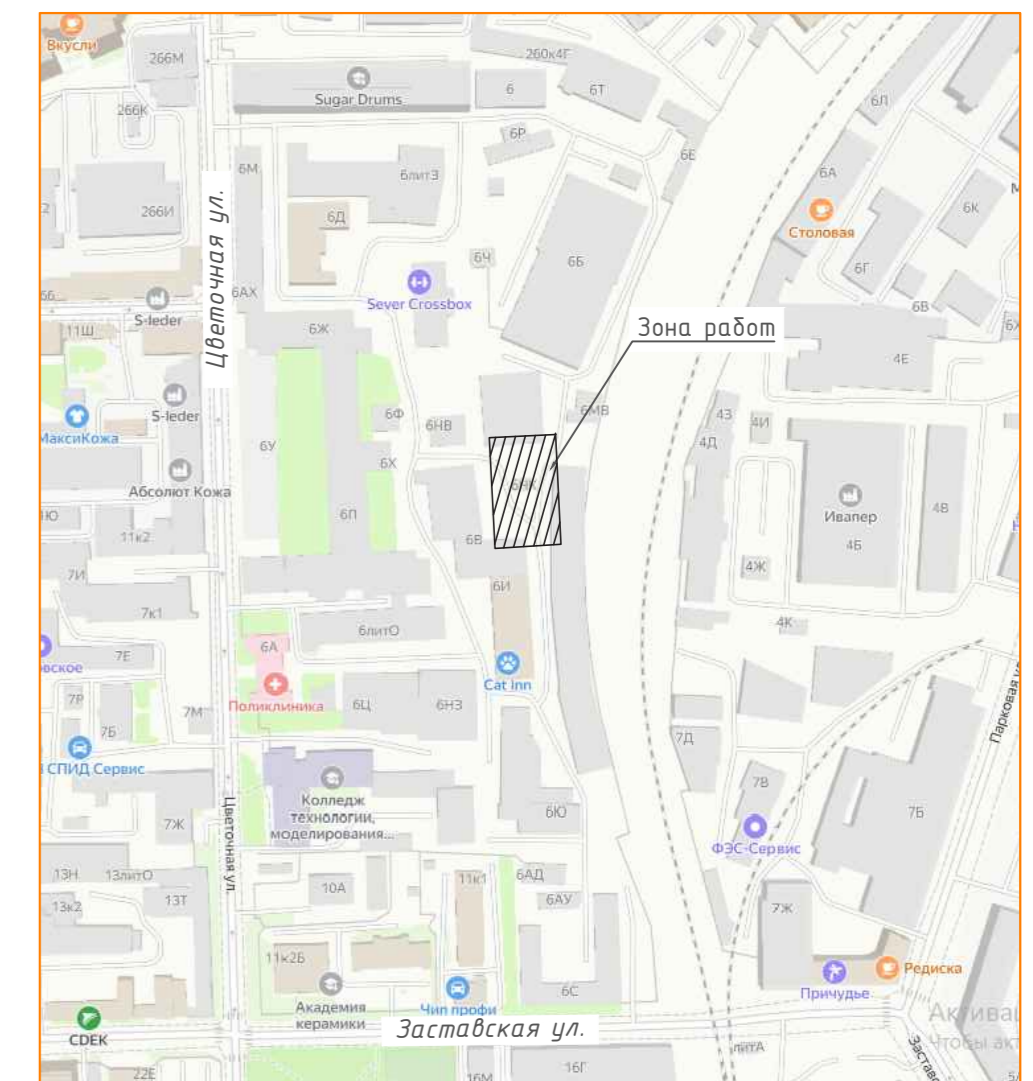 Вкусли
266М
260к4Г
Sugar Drums
6
6Т
6Л
266К
6Р
6Е
6М
6литЗ
6А
266И
6Д
6К
Столовая
Цветочная ул.
6Ч
6Б
6Г
6АХ
Sever Crossbox
6В
S-leder
6Ж
Зона работ
11Ш
4Е
S-leder
6Ф
6НВ
6МВ
43
4И
МаксиКожа
4Д
6У
6Х
Абсолют Кожа
6НК
Ивапер
4В
11к2
6П
6В
4Б
7И
6И
4Ж
7к1
6литО
4К
7Е
6А
Cat Inn
7Р
7М
Поликлиника
6Ц
6НЗ
Парковая ул.
7Б
7Д
СПИД Сервис
7В
7Б
Колледж
технологии,
моделирования...
Цветочная ул.
7Ж
6Ю
ФЭС-Сервис
13Н
13литО
10А
11к1
6АД
13к2
13Т
6АУ
7Ж
11к2Б
Редиска
Причудье
6С
Академия
керамики
Чип профи
CDEK
Заставская ул.
литА
22Е
16М
16Г